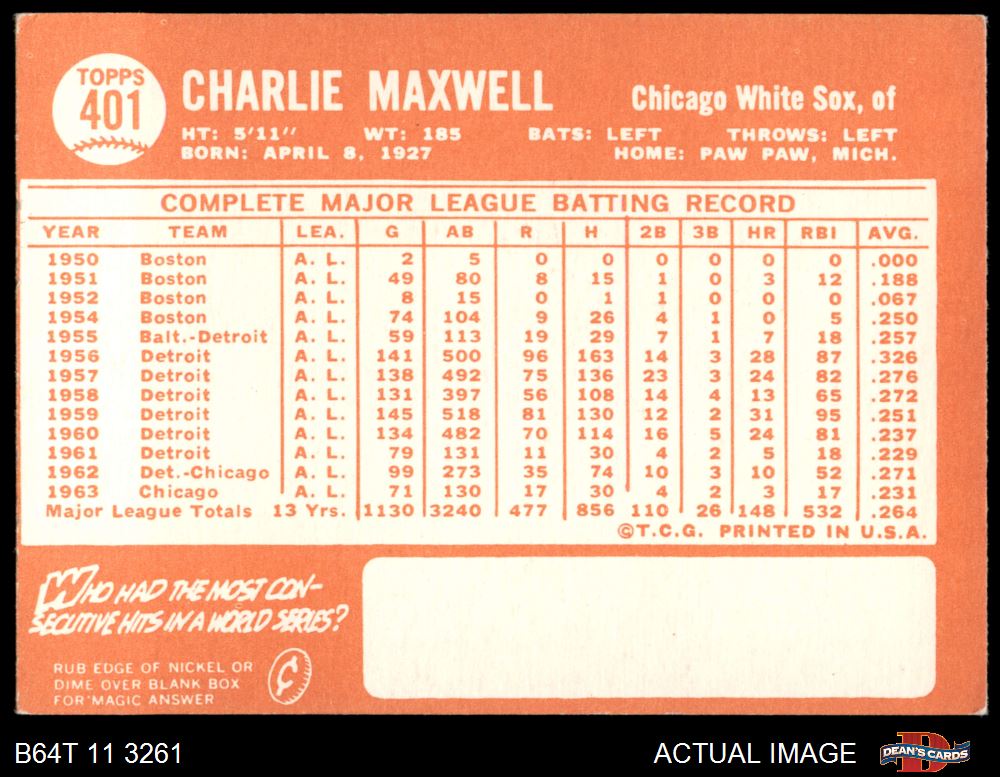 TOPPS
401
CHARLIE MAXWELL
Chicago White Sox, of
HT: 5'11" WT: 185 BATS: LEFT THROWS: LEFT
BORN: APRIL 8, 1927 HOME: PAW PAW, MICH.
COMPLETE MAJOR LEAGUE BATTING RECORD
YEAR TEAM LEA. G AB R H 2B 3B HR RBI AVG.
1950 Boston A. L. 2 5 0 0 0 0 0 0 .000
1951 Boston A. L. 49 80 8 15 1 0 3 12 .188
1952 Boston A. L. 8 15 0 1 1 0 0 0 .067
1954 Boston A. L. 74 104 9 26 4 1 0 5 .250
1955 Balt.-Detroit A. L. 59 113 19 29 7 1 7 18 .257
1956 Detroit A. L. 141 500 96 163 14 3 28 87 .326
1957 Detroit A. L. 138 492 75 136 23 3 24 82 .276
1958 Detroit A. L. 131 397 56 108 14 4 13 65 .272
1959 Detroit A. L. 145 518 81 130 12 2 31 95 .251
1960 Detroit A. L. 134 482 70 114 16 5 24 81 .237
1961 Detroit A. L. 79 131 11 30 4 2 5 18 .229
1962 Det.-Chicago A. L. 99 273 35 74 10 3 10 52 .271
1963 Chicago A. L. 71 130 17 30 4 2 3 17 .231
Major League Totals 13 Yrs. 1130 3240 477 856 110 26 148 532 .264
©T.C.G. PRINTED IN U.S.A.
WHO HAD THE MOST CON-
SECUTIVE HITS IN A WORLD SERIES?
RUB EDGE OF NICKEL OR
DIME OVER BLANK BOX
FOR MAGIC ANSWER
¢
B64T 11 3261
ACTUAL IMAGE
DEAN'S CARDS